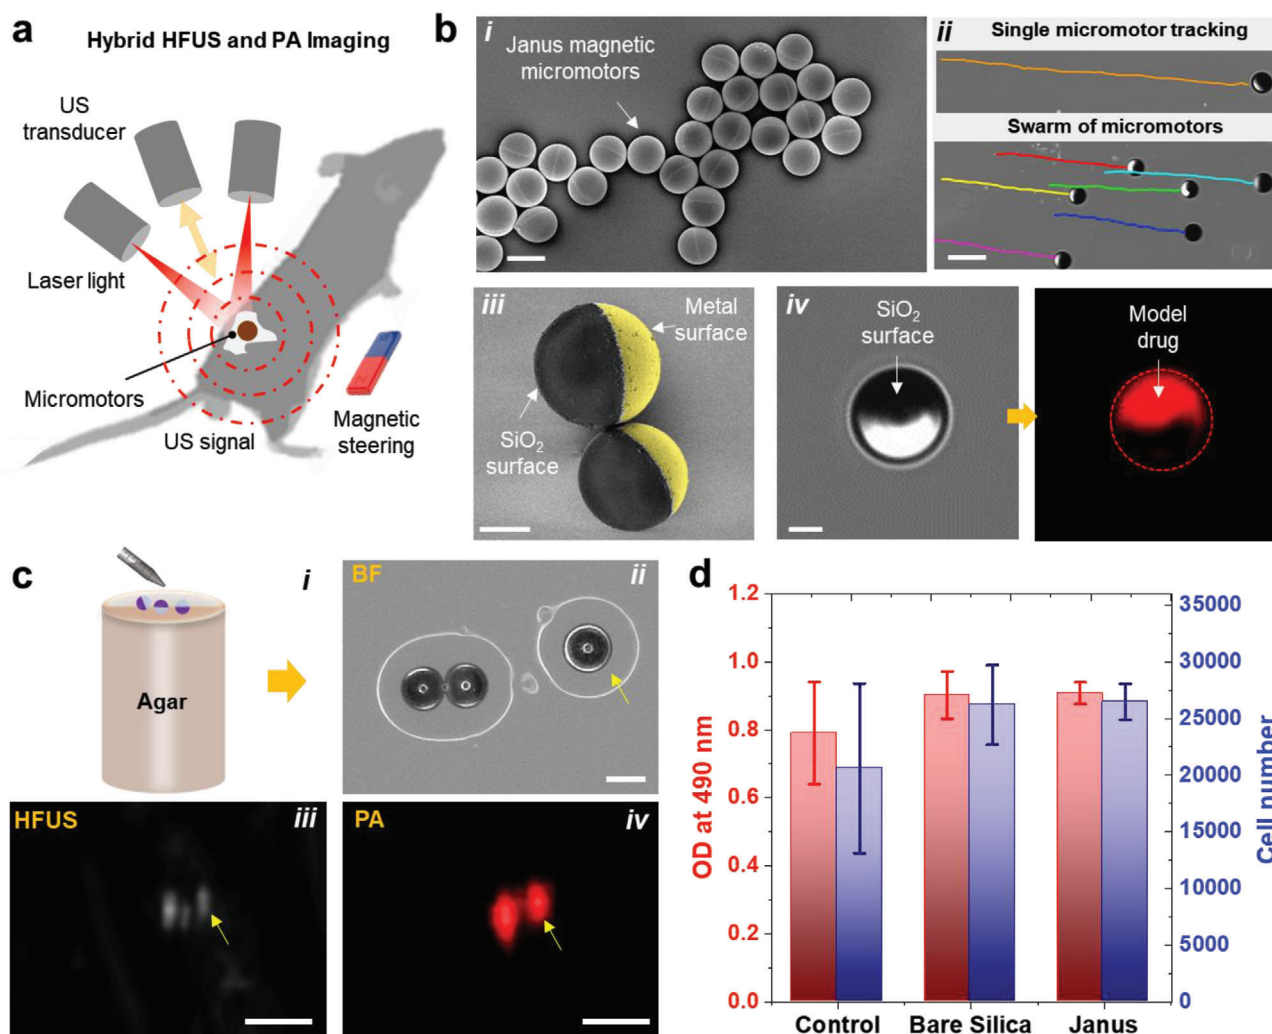 a
Hybrid HFUS and PA Imaging
US
transducer
Laser light
Micromotors
US signal
Magnetic
steering
b
i
Janus magnetic
micromotors
ii
Single micromotor tracking
Swarm of micromotors
iii
Metal
surface
SiO₂
surface
iv
SiO₂
surface
Model
drug
c
i
Agar
BF
ii
HFUS
iii
PA
iv
d
OD at 490 nm
1.2
1.0
0.8
0.6
0.4
0.2
0.0
Cell number
35000
30000
25000
20000
15000
10000
5000
0
Control
Bare Silica
Janus